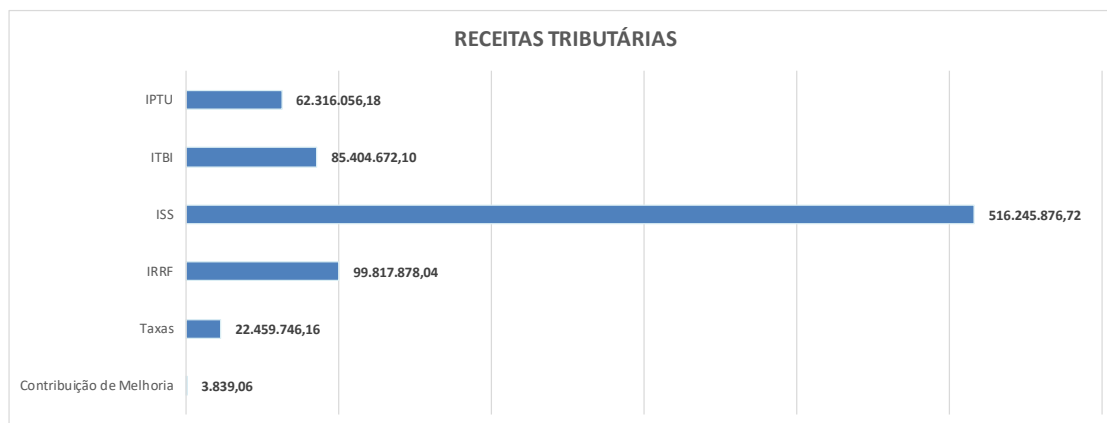 RECEITAS TRIBUTÁRIAS
IPTU 62.316.056,18
ITBI 85.404.672,10
ISS 516.245.876,72
IRRF 99.817.878,04
Taxas 22.459.746,16
Contribuição de Melhoria 3.839,06